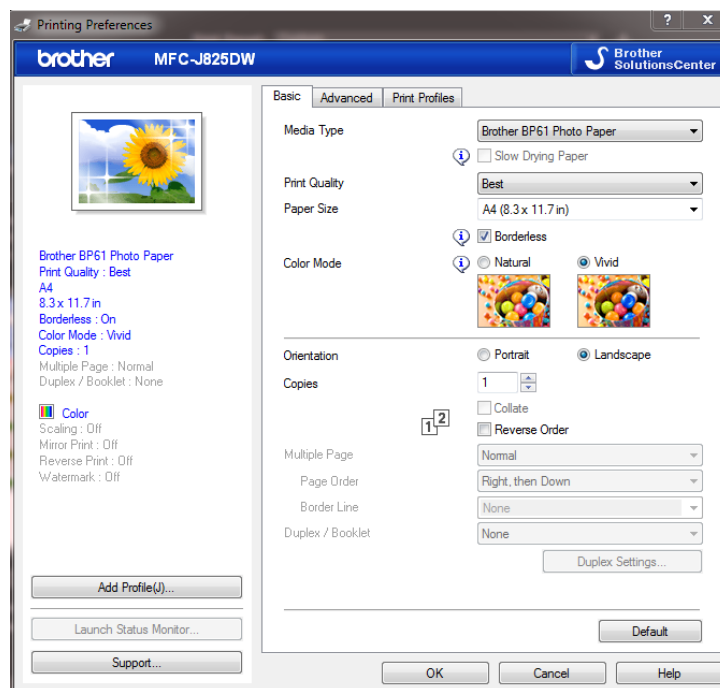 Printing Preferences
? X
brother MFC-J825DW
Brother
SolutionsCenter
Basic Advanced Print Profiles
Media Type Brother BP61 Photo Paper
Slow Drying Paper
Print Quality Best
Paper Size A4 (8.3 x 11.7 in)
Borderless
Color Mode Natural Vivid
Brother BP61 Photo Paper
Print Quality : Best
A4
8.3 x 11.7 in
Borderless : On
Color Mode : Vivid
Copies : 1
Multiple Page : Normal
Duplex / Booklet : None
Color
Scaling : Off
Mirror Print : Off
Reverse Print : Off
Watermark : Off
Orientation Portrait Landscape
Copies 1
Collate
1 2
Reverse Order
Multiple Page Normal
Page Order Right, then Down
Border Line None
Duplex / Booklet None
Duplex Settings...
Add Profile(J)...
Launch Status Monitor...
Support...
Default
OK Cancel Help